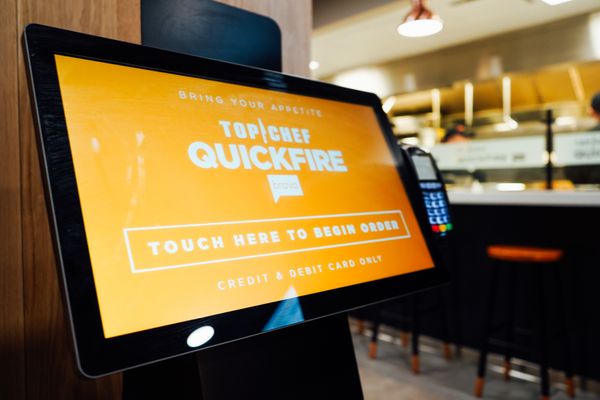 BRING YOUR APPETITE
TOP CHEF
QUICKFIRE
bravo
TOUCH HERE TO BEGIN ORDER
CREDIT & DEBIT CARD ONLY